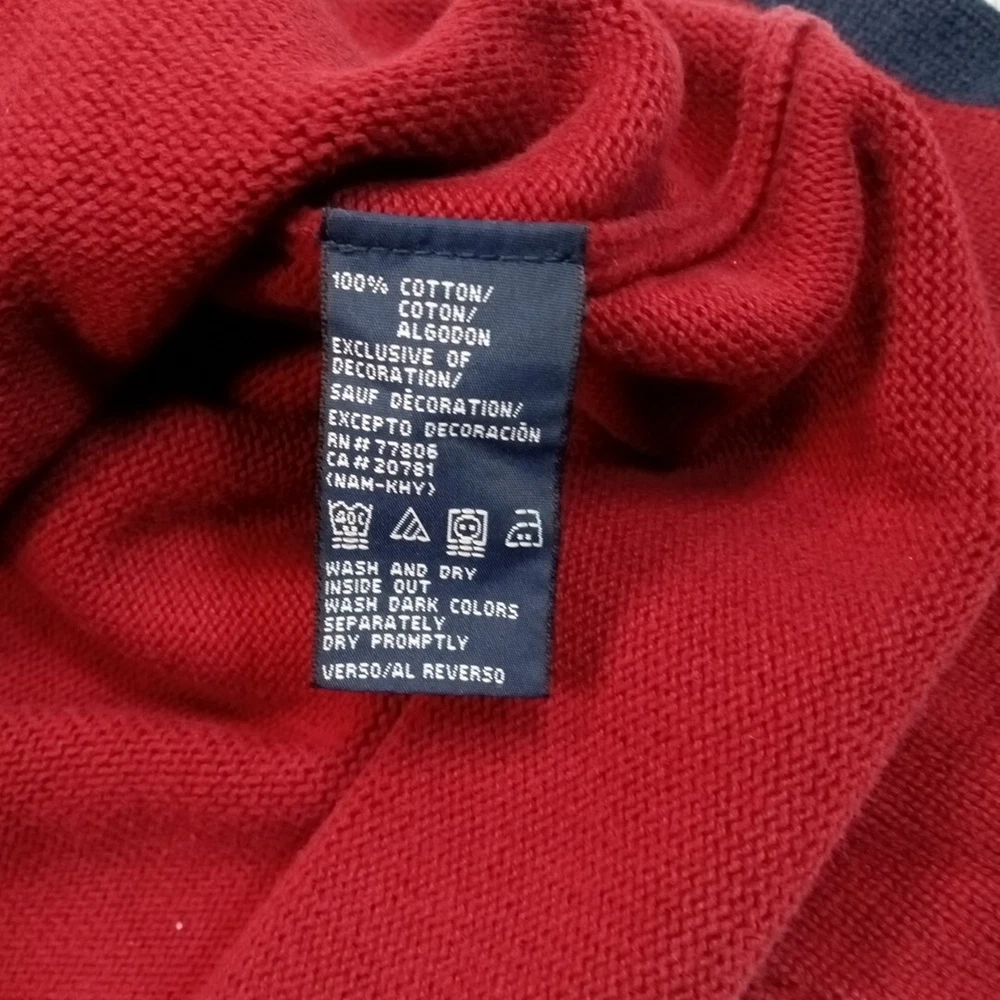 100% COTTON/
COTON/
ALGODON
EXCLUSIVE OF
DECORATION/
SAUF DÉCORATION/
EXCEPTO DECORACIÓN
RN#77806
CA#20781
<NAM-KHY>
40C
WASH AND DRY
INSIDE OUT
WASH DARK COLORS
SEPARATELY
DRY PROMPTLY
VERSO/AL REVERSO